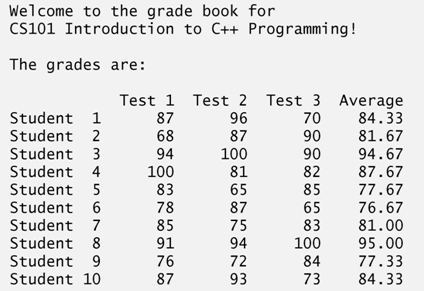 Welcome to the grade book for
CS101 Introduction to C++ Programming!
The grades are:
Test 1 Test 2 Test 3 Average
Student 1 87 96 70 84.33
Student 2 68 87 90 81.67
Student 3 94 100 90 94.67
Student 4 100 81 82 87.67
Student 5 83 65 85 77.67
Student 6 78 87 65 76.67
Student 7 85 75 83 81.00
Student 8 91 94 100 95.00
Student 9 76 72 84 77.33
Student 10 87 93 73 84.33